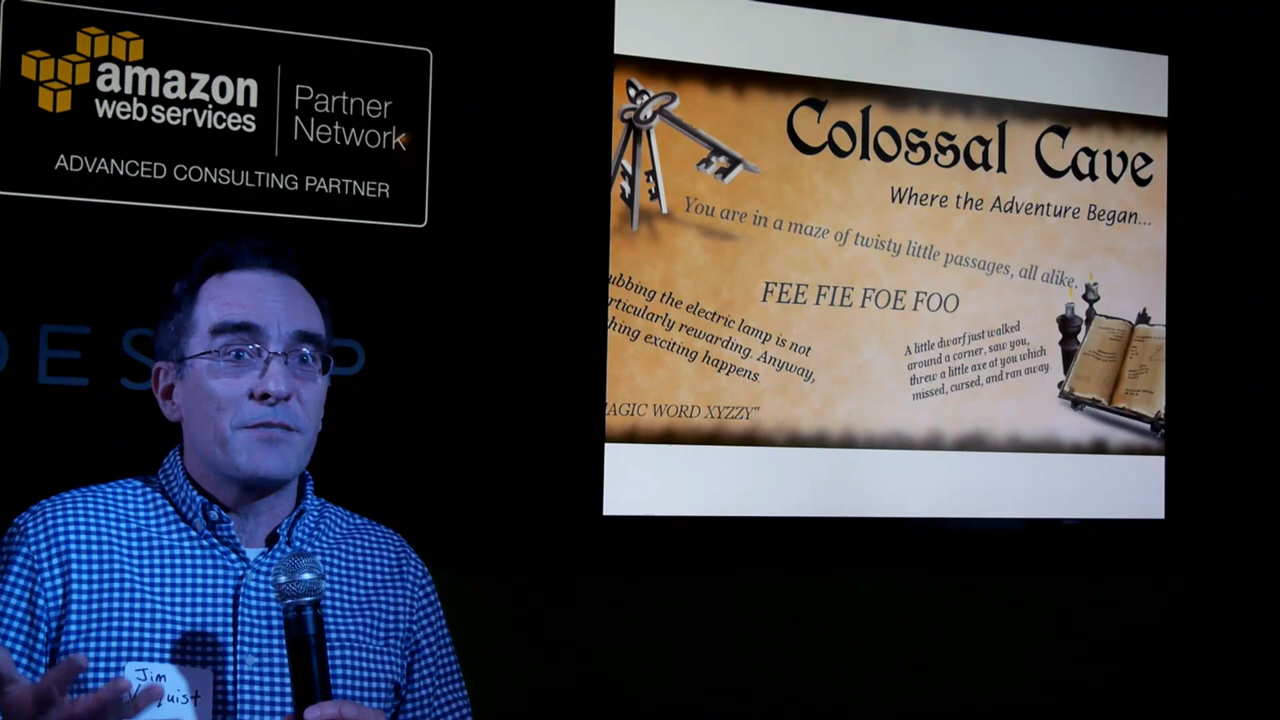 amazon
web services
Partner
Network
ADVANCED CONSULTING PARTNER
Colossal Cave
Where the Adventure Began...
You are in a maze of twisty little passages, all alike.
FEE FIE FOE FOO
ubbing the electric lamp is not
rticularly rewarding. Anyway,
hing exciting happens.
A little dwarf just walked
around a corner, saw you,
threw a little axe at you which
missed, cursed, and ran away.
AGIC WORD XYZZY"
DES P
Jim